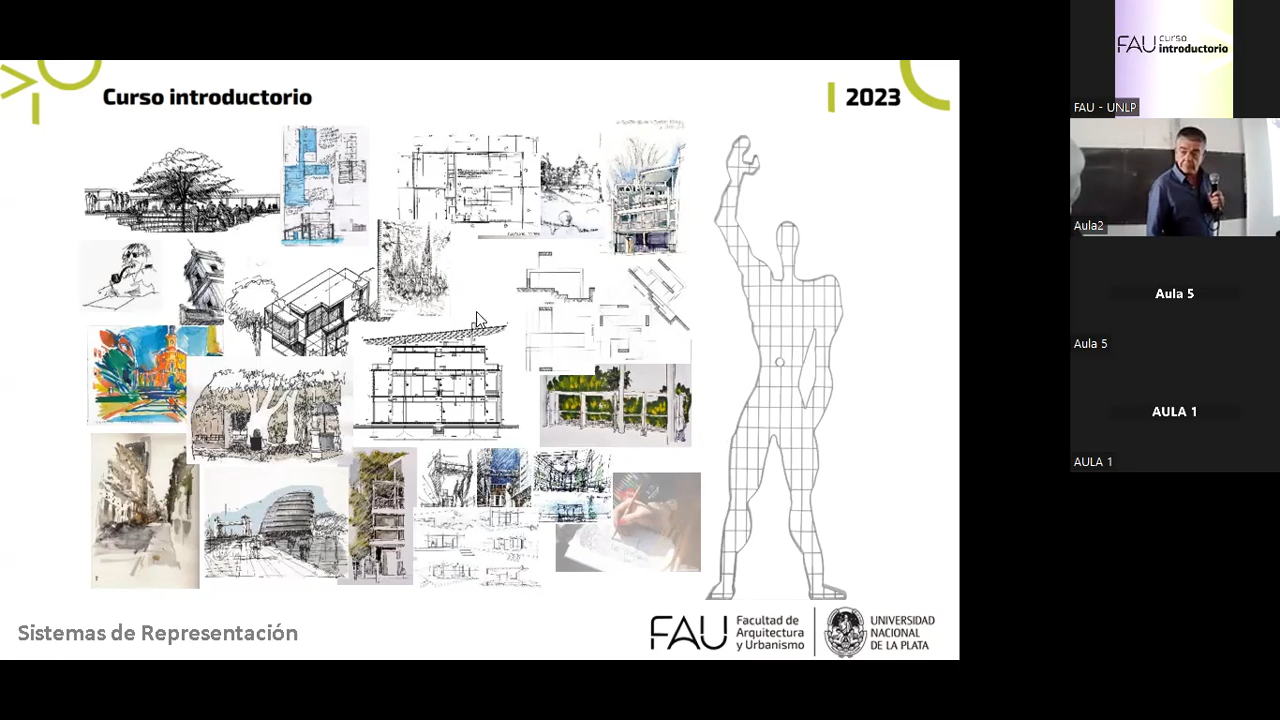 Curso introductorio
2023
Sistemas de Representación
FAU
Facultad de
Arquitectura
y Urbanismo
UNIVERSIDAD
NACIONAL
DE LA PLATA
FAU curso
introductorio
FAU - UNLP
Aula2
Aula 5
Aula 5
AULA 1
AULA 1